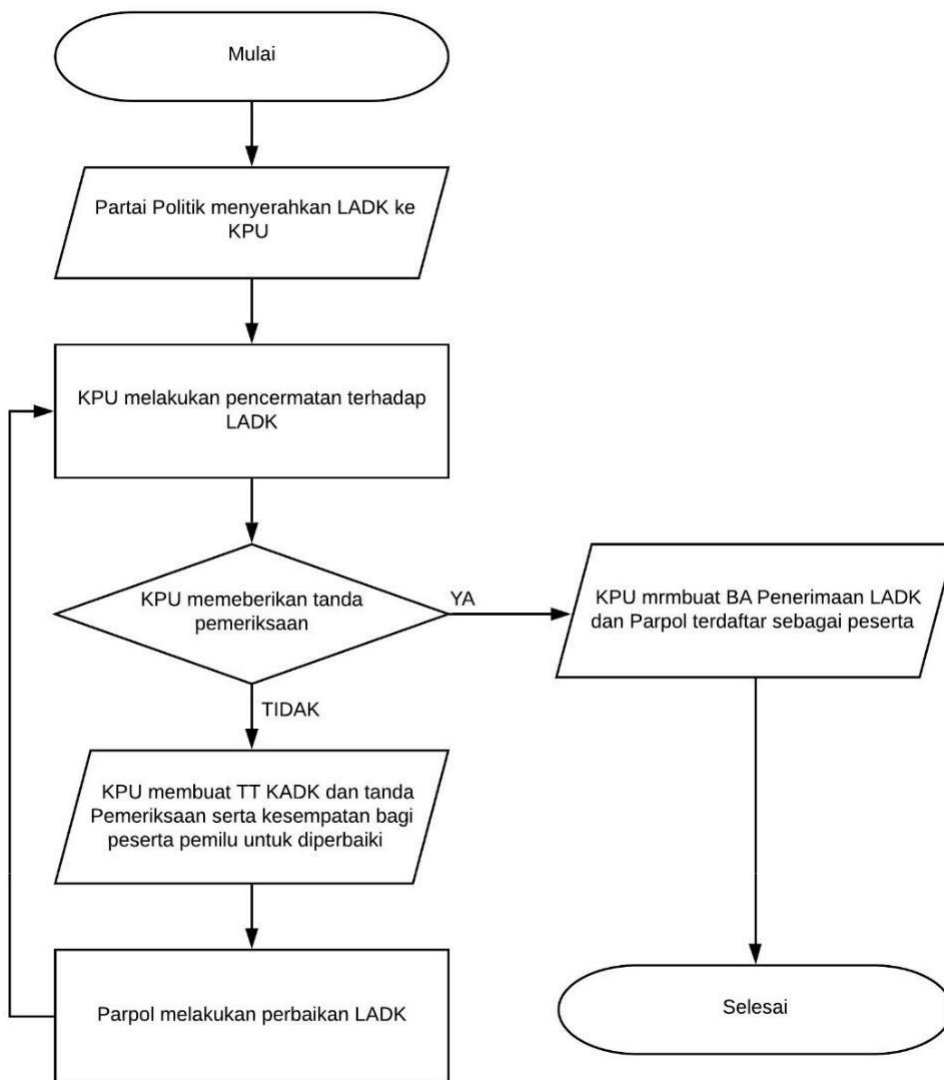 Mulai
Partai Politik menyerahkan LADK ke
KPU
KPU melakukan pencermatan terhadap
LADK
KPU memeberikan tanda
pemeriksaan
YA
KPU mrmbuat BA Penerimaan LADK
dan Parpol terdaftar sebagai peserta
TIDAK
KPU membuat TT KADK dan tanda
Pemeriksaan serta kesempatan bagi
peserta pemilu untuk diperbaiki
Parpol melakukan perbaikan LADK
Selesai